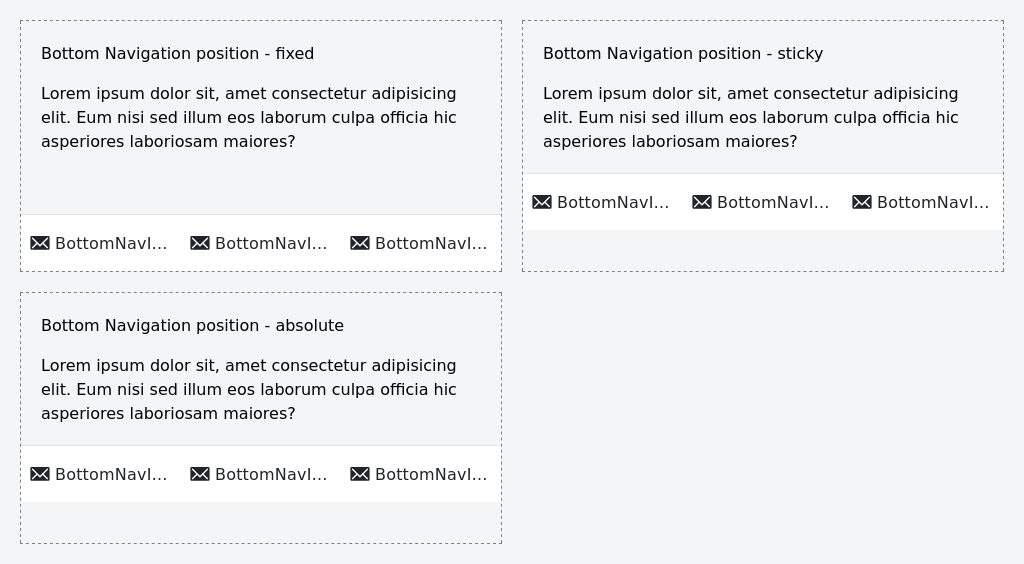 Bottom Navigation position - fixed
Lorem ipsum dolor sit, amet consectetur adipisicing
elit. Eum nisi sed illum eos laborum culpa officia hic
asperiores laboriosam maiores?
BottomNavI... BottomNavI... BottomNavI...
Bottom Navigation position - sticky
Lorem ipsum dolor sit, amet consectetur adipisicing
elit. Eum nisi sed illum eos laborum culpa officia hic
asperiores laboriosam maiores?
BottomNavI... BottomNavI... BottomNavI...
Bottom Navigation position - absolute
Lorem ipsum dolor sit, amet consectetur adipisicing
elit. Eum nisi sed illum eos laborum culpa officia hic
asperiores laboriosam maiores?
BottomNavI... BottomNavI... BottomNavI...